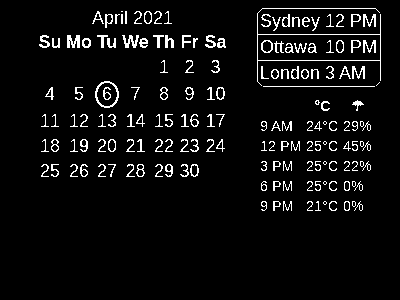 April 2021
Su Mo Tu We Th Fr Sa
1 2 3
4 5 6 7 8 9 10
11 12 13 14 15 16 17
18 19 20 21 22 23 24
25 26 27 28 29 30
Sydney 12 PM
Ottawa 10 PM
London 3 AM
°C
9 AM 24°C 29%
12 PM 25°C 45%
3 PM 25°C 22%
6 PM 25°C 0%
9 PM 21°C 0%